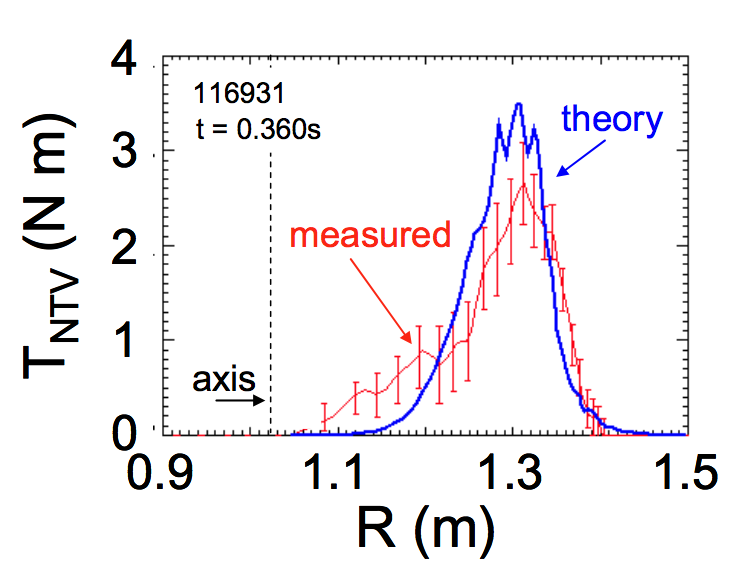 4
116931
t = 0.360s
theory
3
T_NTV (N m)
measured
2
1
axis
0
0.9
1.1
1.3
1.5
R (m)